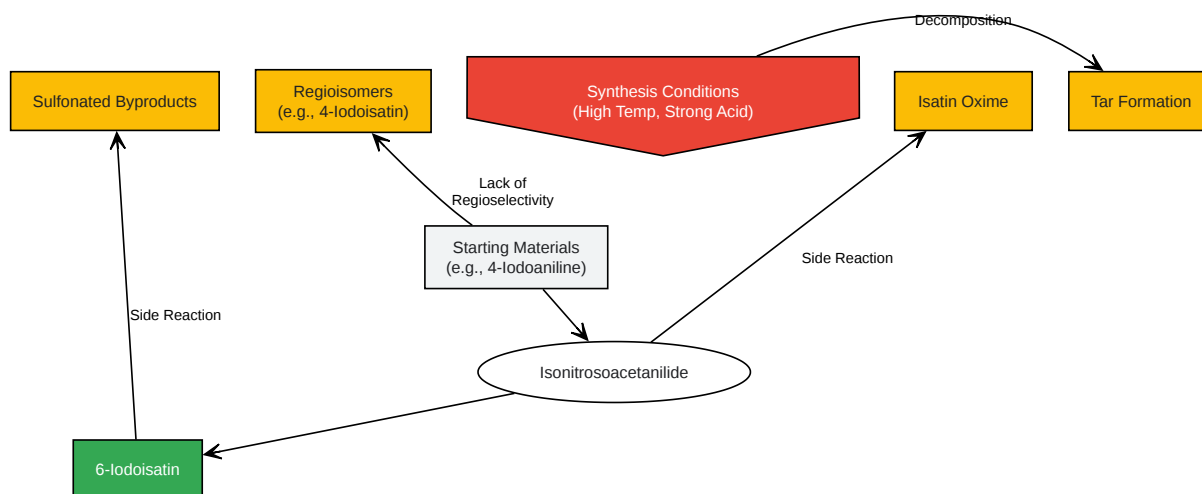 Decomposition
Sulfonated Byproducts
Regioisomers
(e.g., 4-Iodoisatin)
Synthesis Conditions
(High Temp, Strong Acid)
Isatin Oxime
Tar Formation
Lack of
Regioselectivity
Starting Materials
(e.g., 4-Iodoaniline)
Side Reaction
Side Reaction
Isonitrosoacetanilide
6-Iodoisatin